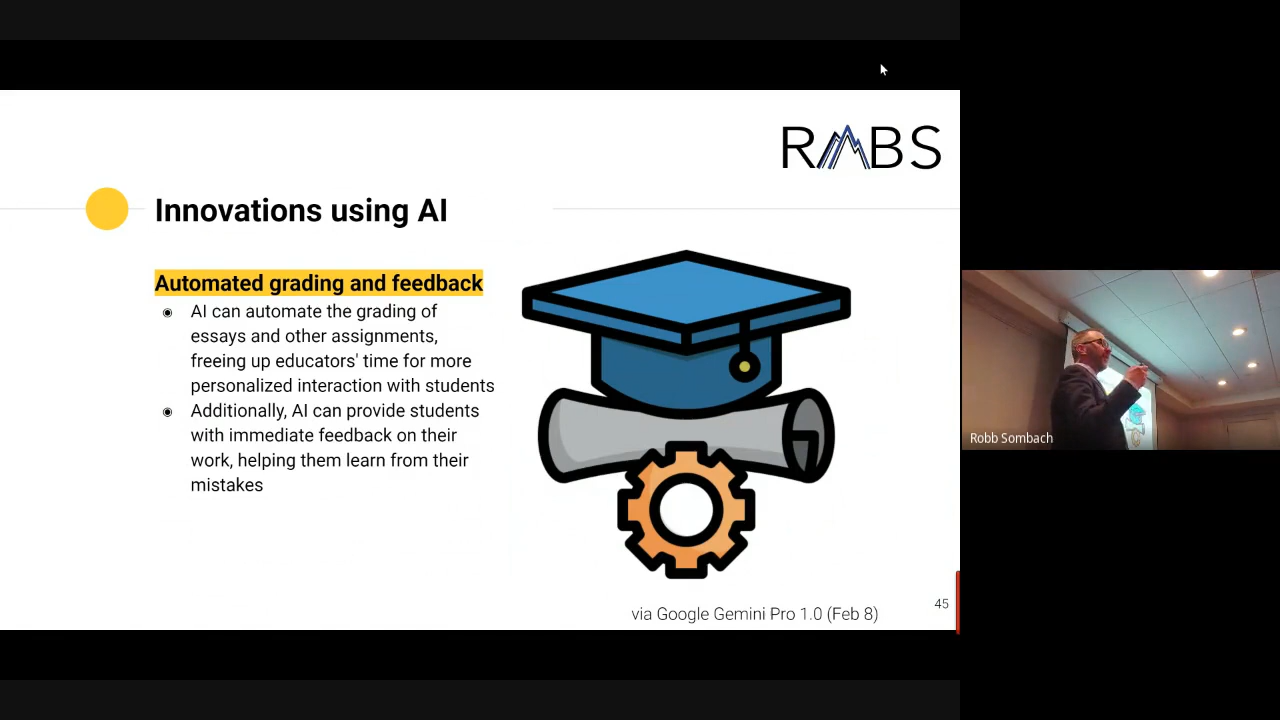 RMBS
Innovations using AI
Automated grading and feedback
AI can automate the grading of
essays and other assignments,
freeing up educators' time for more
personalized interaction with students
Additionally, AI can provide students
with immediate feedback on their
work, helping them learn from their
mistakes
via Google Gemini Pro 1.0 (Feb 8)
45
Robb Sombach